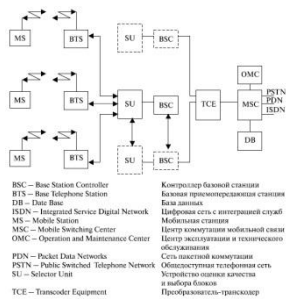 SU
BSC
MS
BTS
OMC
MS
BTS
SU
BSC
TCE
MSC
PSTN
PDN
ISDN
DB
MS
BTS
SU
BSC
BSC – Base Station Controller Контроллер базовой станции
BTS – Base Telephone Station Базовая приемопередающая станция
DB – Date Base База данных
ISDN – Integrated Service Digital Network Цифровая сеть с интеграцией служб
MS – Mobile Station Мобильная станция
MSC – Mobile Switching Center Центр коммутации мобильной связи
OMC – Operation and Maintenance Center Центр эксплуатации и технического
обслуживания
PDN – Packet Data Networks Сеть пакетной коммутации
PSTN – Public Switched Telephone Network Общедоступная телефонная сеть
SU – Selector Unit Устройство оценки качества
и выбора блоков
TCE – Transcoder Equipment Преобразователь-транскодер